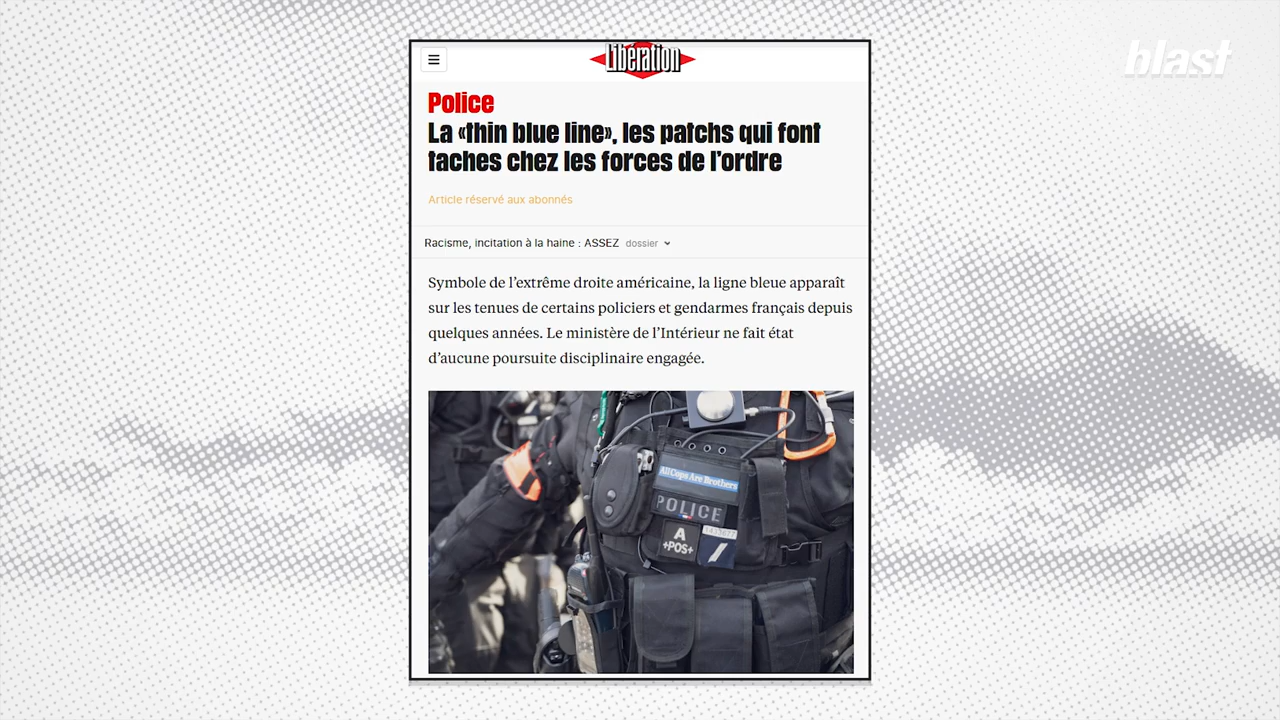 blast
Libération
Police
La «thin blue line», les patchs qui font
taches chez les forces de l'ordre
Article réservé aux abonnés
Racisme, incitation à la haine : ASSEZ dossier
Symbole de l'extrême droite américaine, la ligne bleue apparaît
sur les tenues de certains policiers et gendarmes français depuis
quelques années. Le ministère de l'Intérieur ne fait état
d'aucune poursuite disciplinaire engagée.
All Cops Are Brothers
POLICE
A
+POS+